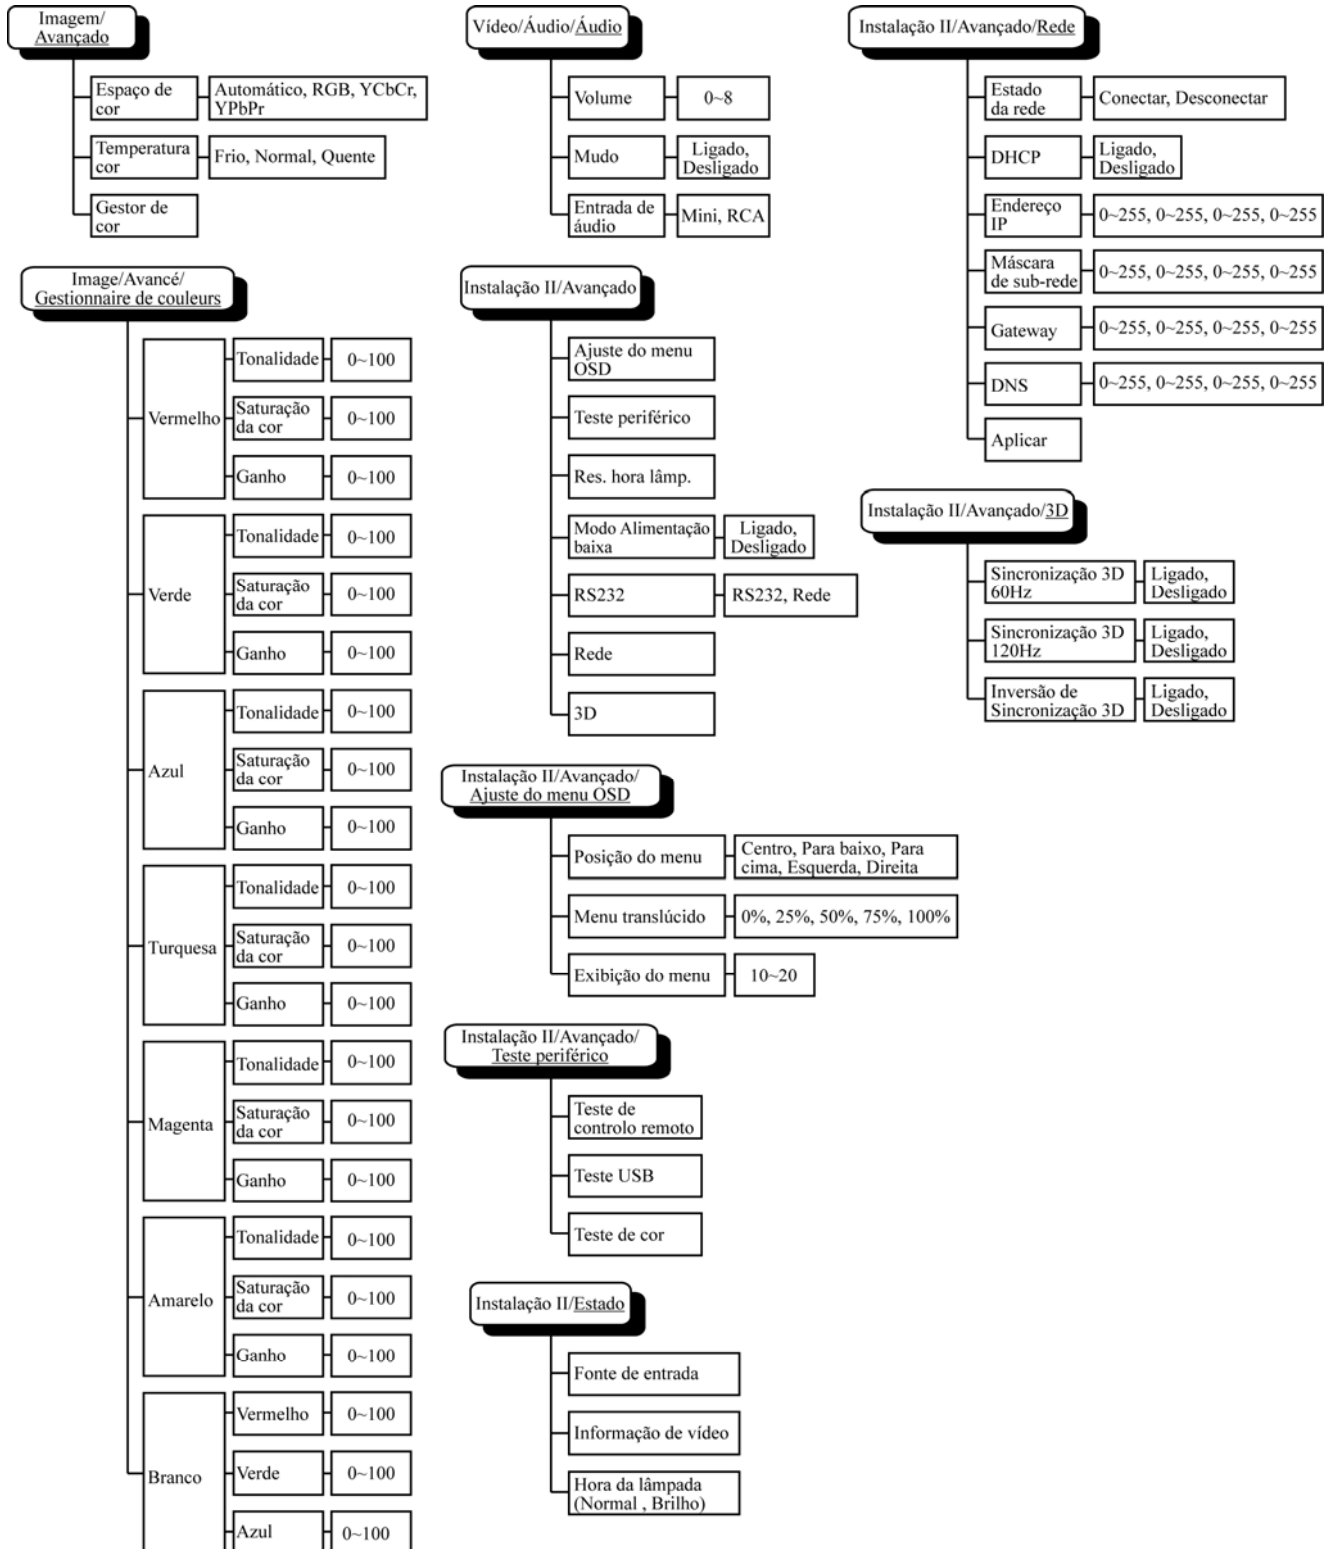 Imagem/
Avançado
Espaço de
cor
Automático, RGB, YCbCr,
YPbPr
Temperatura
cor
Frio, Normal, Quente
Gestor de
cor
Image/Avancé/
Gestionnaire de couleurs
Vermelho
Tonalidade
0~100
Saturação
da cor
0~100
Ganho
0~100
Verde
Tonalidade
0~100
Saturação
da cor
0~100
Ganho
0~100
Azul
Tonalidade
0~100
Saturação
da cor
0~100
Ganho
0~100
Turquesa
Tonalidade
0~100
Saturação
da cor
0~100
Ganho
0~100
Magenta
Tonalidade
0~100
Saturação
da cor
0~100
Ganho
0~100
Amarelo
Tonalidade
0~100
Saturação
da cor
0~100
Ganho
0~100
Branco
Vermelho
0~100
Verde
0~100
Azul
0~100
Vídeo/Áudio/Áudio
Volume
0~8
Mudo
Ligado,
Desligado
Entrada de
áudio
Mini, RCA
Instalação II/Avançado
Ajuste do menu
OSD
Teste periférico
Res. hora lâmp.
Modo Alimentação
baixa
Ligado,
Desligado
RS232
RS232, Rede
Rede
3D
Instalação II/Avançado/
Ajuste do menu OSD
Posição do menu
Centro, Para baixo, Para
cima, Esquerda, Direita
Menu translúcido
0%, 25%, 50%, 75%, 100%
Exibição do menu
10~20
Instalação II/Avançado/
Teste periférico
Teste de
controlo remoto
Teste USB
Teste de cor
Instalação II/Estado
Fonte de entrada
Informação de vídeo
Hora da lâmpada
(Normal , Brilho)
Instalação II/Avançado/Rede
Estado
da rede
Conectar, Desconectar
DHCP
Ligado,
Desligado
Endereço
IP
0~255, 0~255, 0~255, 0~255
Máscara
de sub-rede
0~255, 0~255, 0~255, 0~255
Gateway
0~255, 0~255, 0~255, 0~255
DNS
0~255, 0~255, 0~255, 0~255
Aplicar
Instalação II/Avançado/3D
Sincronização 3D
60Hz
Ligado,
Desligado
Sincronização 3D
120Hz
Ligado,
Desligado
Inversão de
Sincronização 3D
Ligado,
Desligado